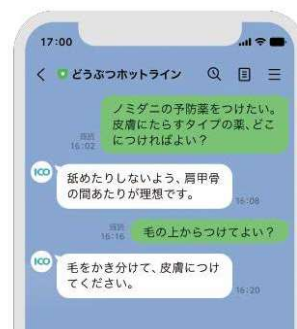 17:00
どうぶつホットライン
ノミダニの予防薬をつけたい。
皮膚にたらすタイプの薬、どこ
につければよい？
既読
16:02
舐めたりしないよう、肩甲骨
の間あたりが理想です。
16:08
既読
16:16
毛の上からつけてよい？
毛をかき分けて、皮膚につけ
てください。
16:20